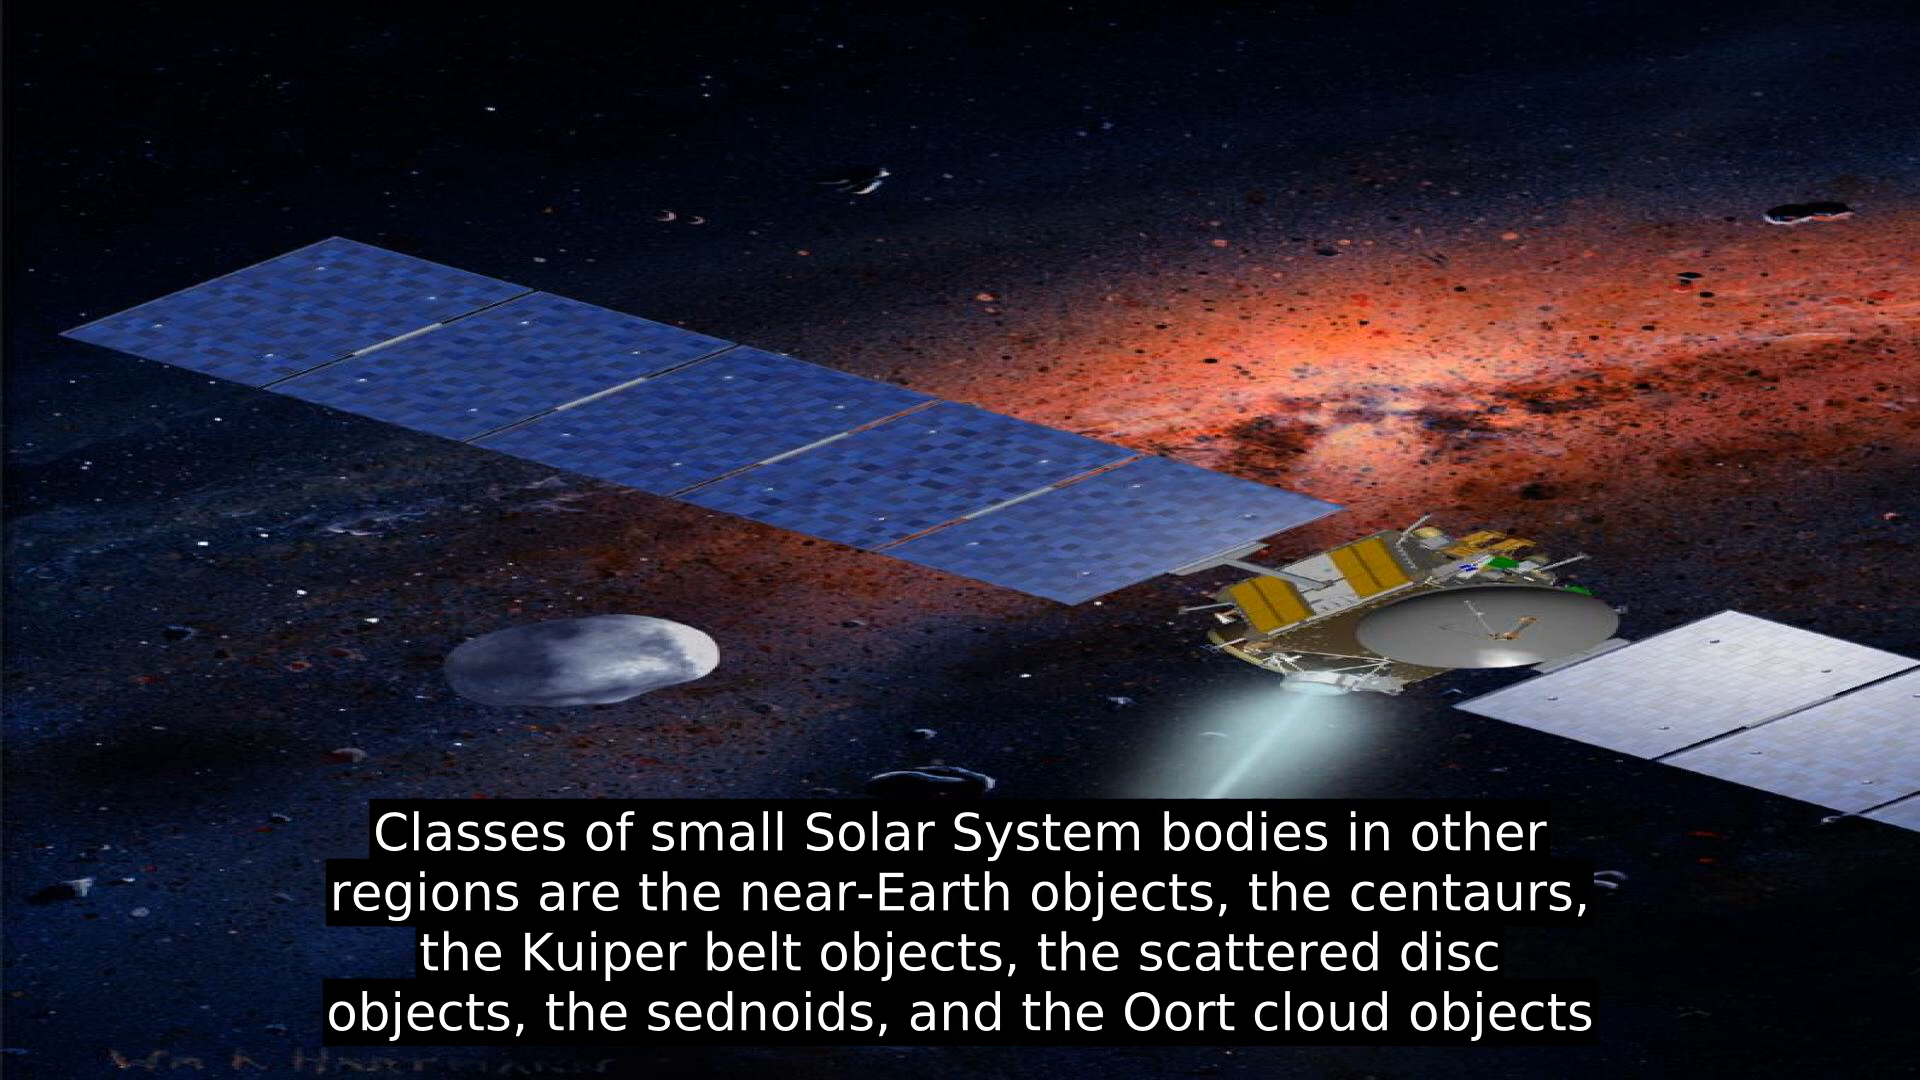 Classes of small Solar System bodies in other
regions are the near-Earth objects, the centaurs,
the Kuiper belt objects, the scattered disc
objects, the sednoids, and the Oort cloud objects